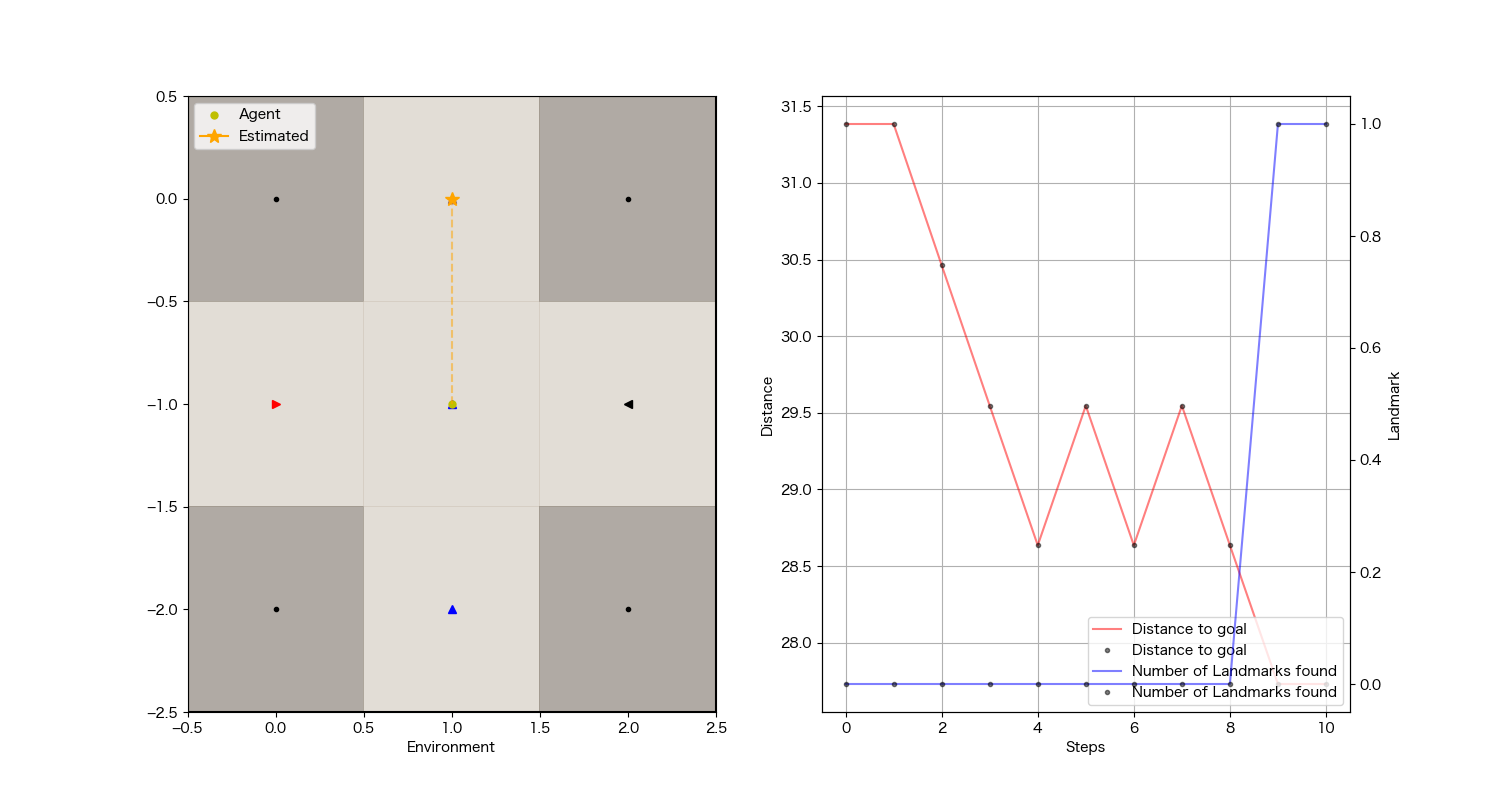 0.5
0.0
−0.5
−1.0
−1.5
−2.0
−2.5
Agent
Estimated
−0.5 0.0 0.5 1.0 1.5 2.0 2.5
Environment
Distance
31.5
31.0
30.5
30.0
29.5
29.0
28.5
28.0
Distance to goal
Distance to goal
Number of Landmarks found
Number of Landmarks found
0 2 4 6 8 10
Steps
1.0
0.8
0.6
0.4
0.2
0.0
Landmark